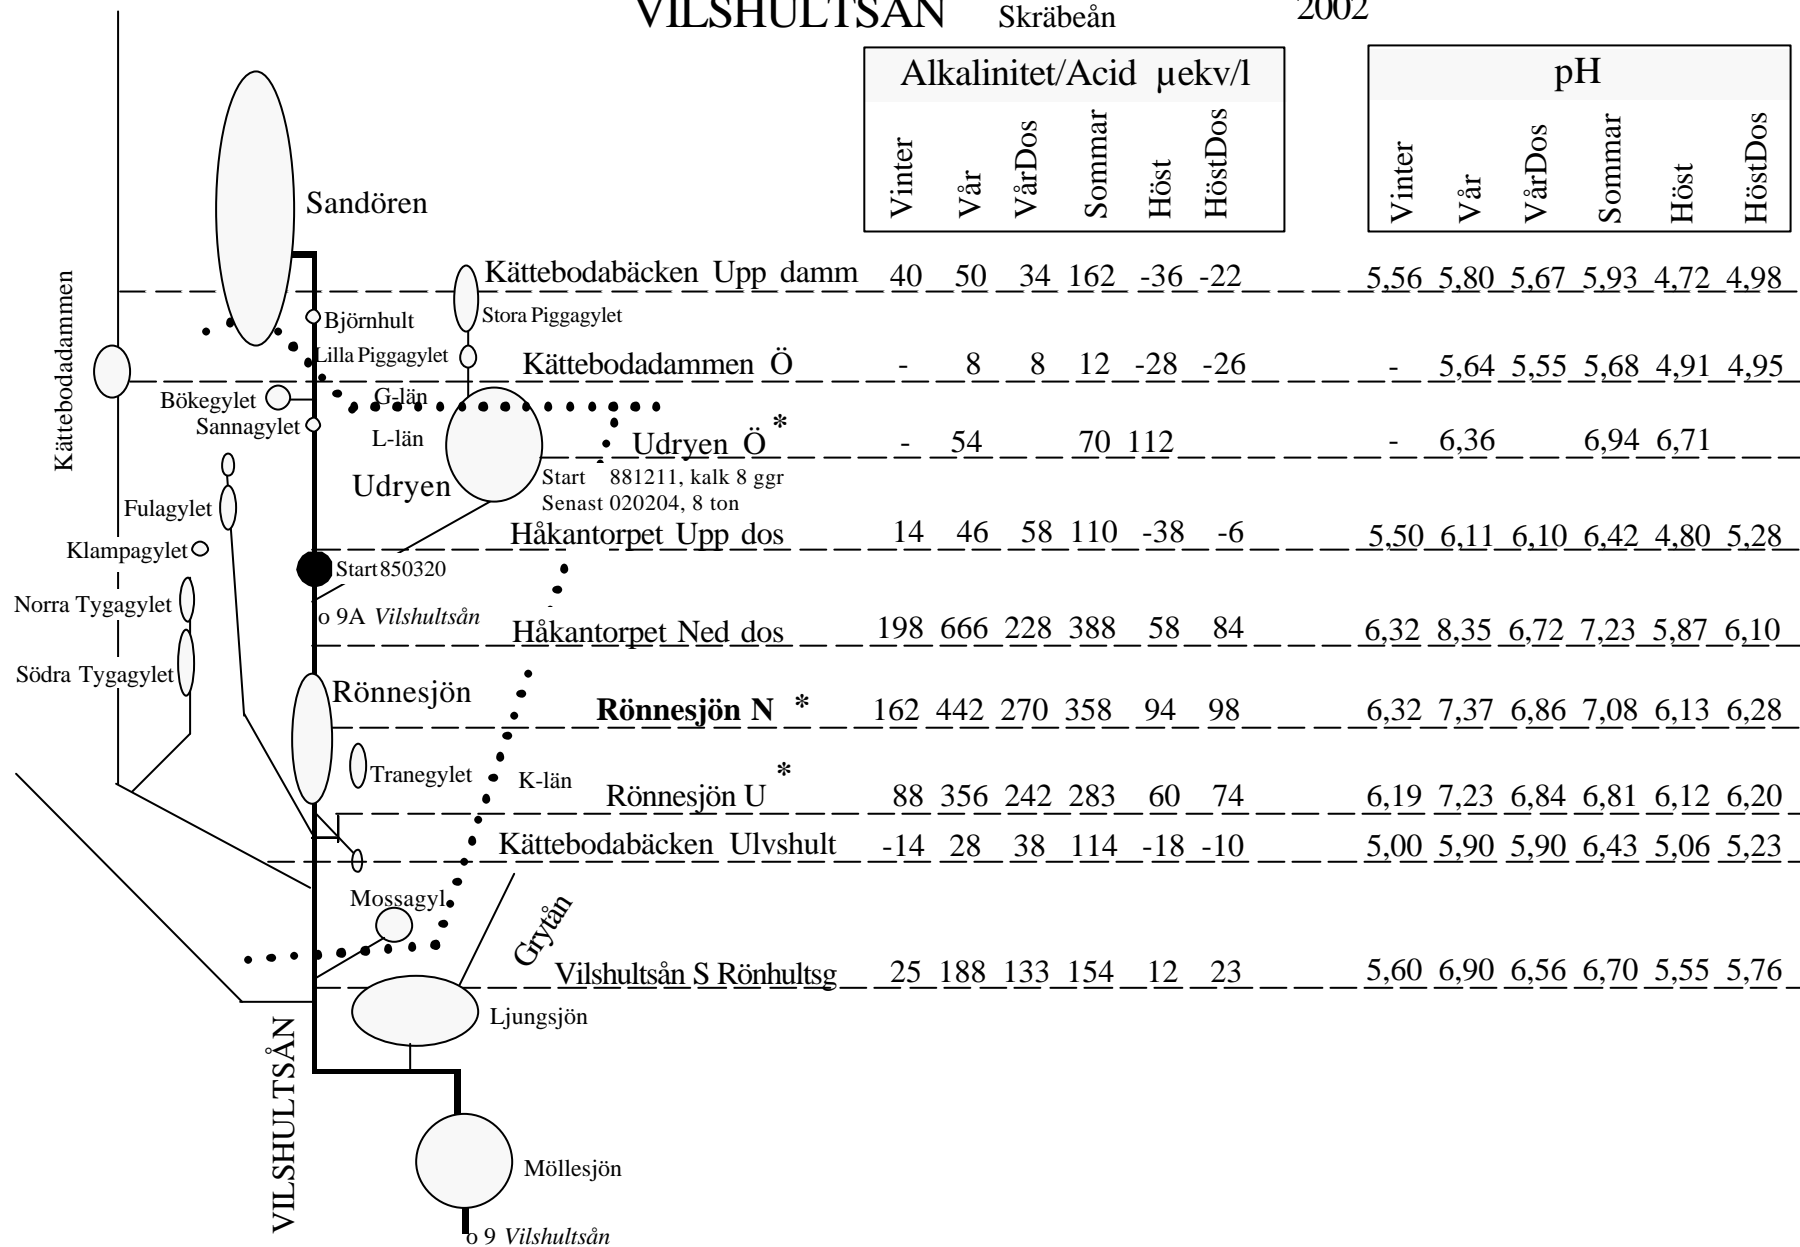 VILSHULTSÅN Skräbeån 2002
Alkalinitet/Acid µekv/l pH
Vinter Vår VårDos Sommar Höst HöstDos Vinter Vår VårDos Sommar Höst HöstDos
Sandören
Kättebodadammen
Kättebodabäcken Upp damm 40 50 34 162 -36 -22 5,56 5,80 5,67 5,93 4,72 4,98
Björnhult Stora Piggagylet
Lilla Piggagylet
Kättebodadammen Ö - 8 8 12 -28 -26 - 5,64 5,55 5,68 4,91 4,95
Bökegylet G-län
Sannagylet L-län
Udryen Ö * - 54 70 112 - 6,36 6,94 6,71
Udryen
Start 881211, kalk 8 ggr
Senast 020204, 8 ton
Fulagylet
Håkantorpet Upp dos 14 46 58 110 -38 -6 5,50 6,11 6,10 6,42 4,80 5,28
Klampagylet
Start850320
Norra Tygagylet
o 9A Vilshultsån
Håkantorpet Ned dos 198 666 228 388 58 84 6,32 8,35 6,72 7,23 5,87 6,10
Södra Tygagylet
Rönnesjön
Rönnesjön N * 162 442 270 358 94 98 6,32 7,37 6,86 7,08 6,13 6,28
Tranegylet K-län
Rönnesjön U * 88 356 242 283 60 74 6,19 7,23 6,84 6,81 6,12 6,20
Kättebodabäcken Ulvshult -14 28 38 114 -18 -10 5,00 5,90 5,90 6,43 5,06 5,23
Mossagyl
Grytån
Vilshultsån S Rönhultsg 25 188 133 154 12 23 5,60 6,90 6,56 6,70 5,55 5,76
Ljungsjön
VILSHULTSÅN
Möllesjön
o 9 Vilshultsån